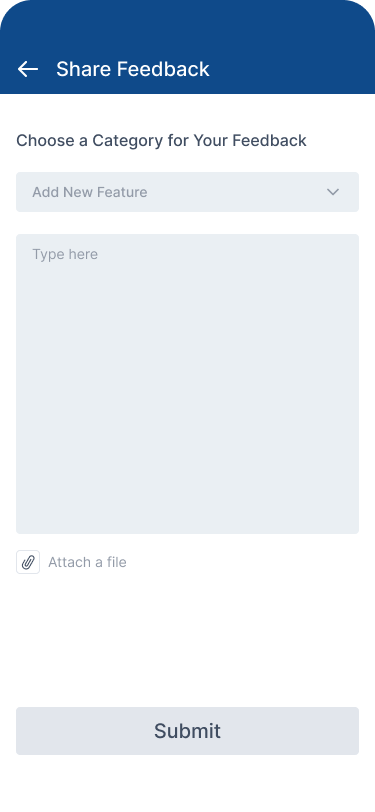 Share Feedback
Choose a Category for Your Feedback
Add New Feature
Type here
Attach a file
Submit